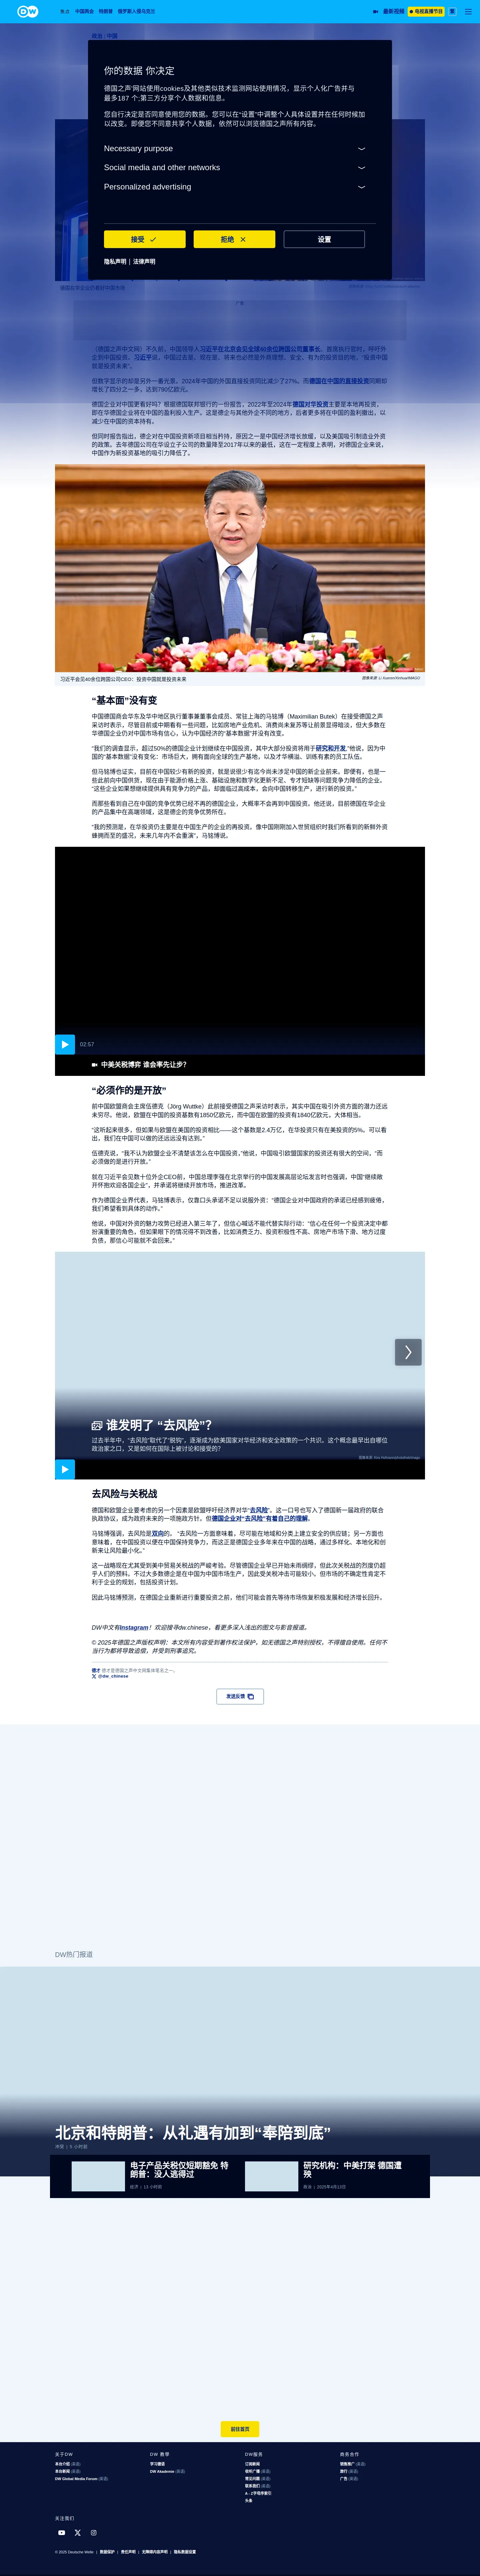 DW
焦点 中国商会 特朗普 俄罗斯入侵乌克兰
最新视频
电视直播节目
繁
政治 中国
你的数据 你决定
德国之声网站使用cookies及其他类似技术监测网站使用情况，显示个人化广告并与
最多187 个;第三方分享个人数据和信息。
您自行决定是否同意使用您的数据。您可以在“设置”中调整个人具体设置并在任何时候加
以改变。即便您不同意共享个人数据，依然可以浏览德国之声所有内容。
Necessary purpose
Social media and other networks
Personalized advertising
接受
拒绝
设置
隐私声明 | 法律声明
广告
（德国之声中文网）不久前，中国领导人习近平在北京会见全球40余位跨国公司董事长、首席执行官时，呼吁外
企到中国投资。习近平说，中国过去是、现在是、将来也必然是外商理想、安全、有为的投资目的地，“投资中国
就是投资未来”。
但数字显示的却是另外一番光景。2024年中国的外国直接投资同比减少了27%。而德国在中国的直接投资同期却
增长了四分之一多，达到790亿欧元。
德国企业对中国更看好吗？根据德国联邦银行的一份报告，2022年至2024年德国对华投资主要是本地再投资，
即在华德国企业将在中国的盈利投入生产。这是德企与其他外企不同的地方，后者更多将在中国的盈利撤出，以
减少在中国的资本持有。
但同时报告指出，德企对在中国投资新项目相当矜持，原因之一是中国经济增长放缓，以及美国吸引制造业外资
的政策。去年德国公司在华设立子公司的数量降至2017年以来的最低，这在一定程度上表明，对德国企业来说，
中国作为新投资基地的吸引力降低了。
习近平会见40余位跨国公司CEO：投资中国就是投资未来
图像来源: Li Xueren/Xinhua/IMAGO
“基本面”没有变
中国德国商会华东及华中地区执行董事兼董事会成员、常驻上海的马铭博（Maximilian Butek）在接受德国之声
采访时表示，尽管目前或中期看有一些问题，比如房地产业危机、消费尚未复苏等让前景显得暗淡，但大多数在
华德国企业仍对中国市场有信心，认为中国经济的“基本数据”并没有改变。
“我们的调查显示，超过50%的德国企业计划继续在中国投资，其中大部分投资将用于研究和开发，”他说，因为中
国的“基本数据”没有变化：市场巨大，拥有面向全球的生产基地，以及对华横溢、训练有素的员工队伍。
但马铭博也证实，目前在中国较少有新的投资，就是说很少有迄今尚未涉足中国的新企业前来。即便有，也是一
些此前向中国供货、现在由于能源价格上涨、基础设施和数字化更新不足、专才短缺等问题竞争力降低的企业。
“这些企业如果想继续提供具有竞争力的产品，却面临过高成本，会向中国转移生产，进行新的投资。”
而那些看到自己在中国的竞争优势已经不再的德国企业，大概率不会再到中国投资。他还说，目前德国在华企业
的产品集中在高端领域，这是德企的竞争优势所在。
“我的预测是，在华投资仍主要是在中国生产的企业的再投资。像中国刚刚加入世贸组织时我们所看到的新鲜外资
蜂拥而至的盛况，未来几年内不会重演”，马铭博说。
02:57
中美关税博弈 谁会率先让步?
“必须作的是开放”
前中国欧盟商会主席伍德克（Jörg Wuttke）此前接受德国之声采访时表示，其实中国在吸引外资方面的潜力还远
未穷尽。他说，欧盟在中国的投资基数有1850亿欧元，而中国在欧盟的投资有1840亿欧元，大体相当。
“这听起来很多，但如果与欧盟在美国的投资相比——这个基数是2.4万亿，在华投资只有在美投资的5%。可以看
出，我们在中国可以做的还远远没有达到。”
伍德克说，“我不认为欧盟企业不清楚该怎么在中国投资，”他说，中国吸引欧盟国家的投资还有很大的空间，“而
必须做的是进行开放。”
就在习近平会见数十位外企CEO前，中国总理李强在北京举行的中国发展高层论坛发言时也强调，中国“继续敞
开怀抱欢迎各国企业”，并承诺将继续开放市场，推进改革。
作为德国企业界代表，马铭博表示，仅靠口头承诺不足以说服外资：“德国企业对中国政府的承诺已经感到疲倦，
我们希望看到具体的动作。”
他说，中国对外资的魅力攻势已经进入第三年了，但信心喊话不能代替实际行动：“信心在任何一个投资决定中都
扮演重要的角色，但如果眼下的情况得不到改善，比如消费乏力、投资积极性不高、房地产市场下滑、地方过度
负债，那信心可能就不会回来。”
谁发明了 “去风险”？
过去半年中，“去风险”取代了“脱钩”，逐渐成为欧美国家对华经济和安全政策的一个共识。这个概念最早出自哪位
政治家之口，又是如何在国际上被讨论和接受的？
去风险与关税战
德国和欧盟企业要考虑的另一个因素是欧盟呼吁经济界对华“去风险”。这一口号也写入了德国新一届政府的联合
执政协议，成为政府未来的一项施政方针。但德国企业对“去风险”有着自己的理解。
马铭博强调，去风险是双向的。 “去风险一方面意味着，尽可能在地域和分类上建立安全的供应链；另一方面也
意味着，在中国投资以便在中国保持竞争力，而这正是德国企业多年来在中国的战略，通过多样化、本地化和创
新来让风险最小化。”
这一战略现在尤其受到美中贸易关税战的严峻考验。尽管德国企业早已开始未雨绸缪，但此次关税战的烈度仍超
乎人们的预料。不过大多数德企是在中国为中国市场生产，因此受关税冲击可能较小。但市场的不确定性肯定不
利于企业的规划，包括投资计划。
因此马铭博预测，在德国企业重新进行重要投资之前，他们可能会首先等待市场恢复积极发展和经济增长回升。
DW中文有Instagram！欢迎搜寻dw.chinese，看更多深入浅出的图文与影音报道。
© 2025年德国之声版权声明：本文所有内容受到著作权法保护，如无德国之声特别授权，不得擅自使用。任何不
当行为都将导致追偿，并受到刑事追究。
德才 德才是德国之声中文网集体笔名之一。
@dw_chinese
发送反馈
DW热门报道
北京和特朗普：从礼遇有加到“奉陪到底”
冲突 | 5 小时前
电子产品关税仅短期豁免 特
朗普：没人逃得过
经济 | 13 小时前
研究机构：中美打架 德国遭
殃
政治 | 2025年4月13日
前往首页
关于DW
本台介绍 (英语)
本台新闻 (英语)
DW Global Media Forum (英语)
DW 教学
学习德语
DW Akademie (英语)
DW服务
订阅新闻
收听广播 (英语)
常见问题 (英语)
联系我们 (英语)
A - Z字母序索引
头条
商务合作
销售推广 (英语)
旅行 (英语)
广告 (英语)
关注我们
© 2025 Deutsche Welle | 数据保护 | 责任声明 | 无障碍内容声明 | 隐私数据设置